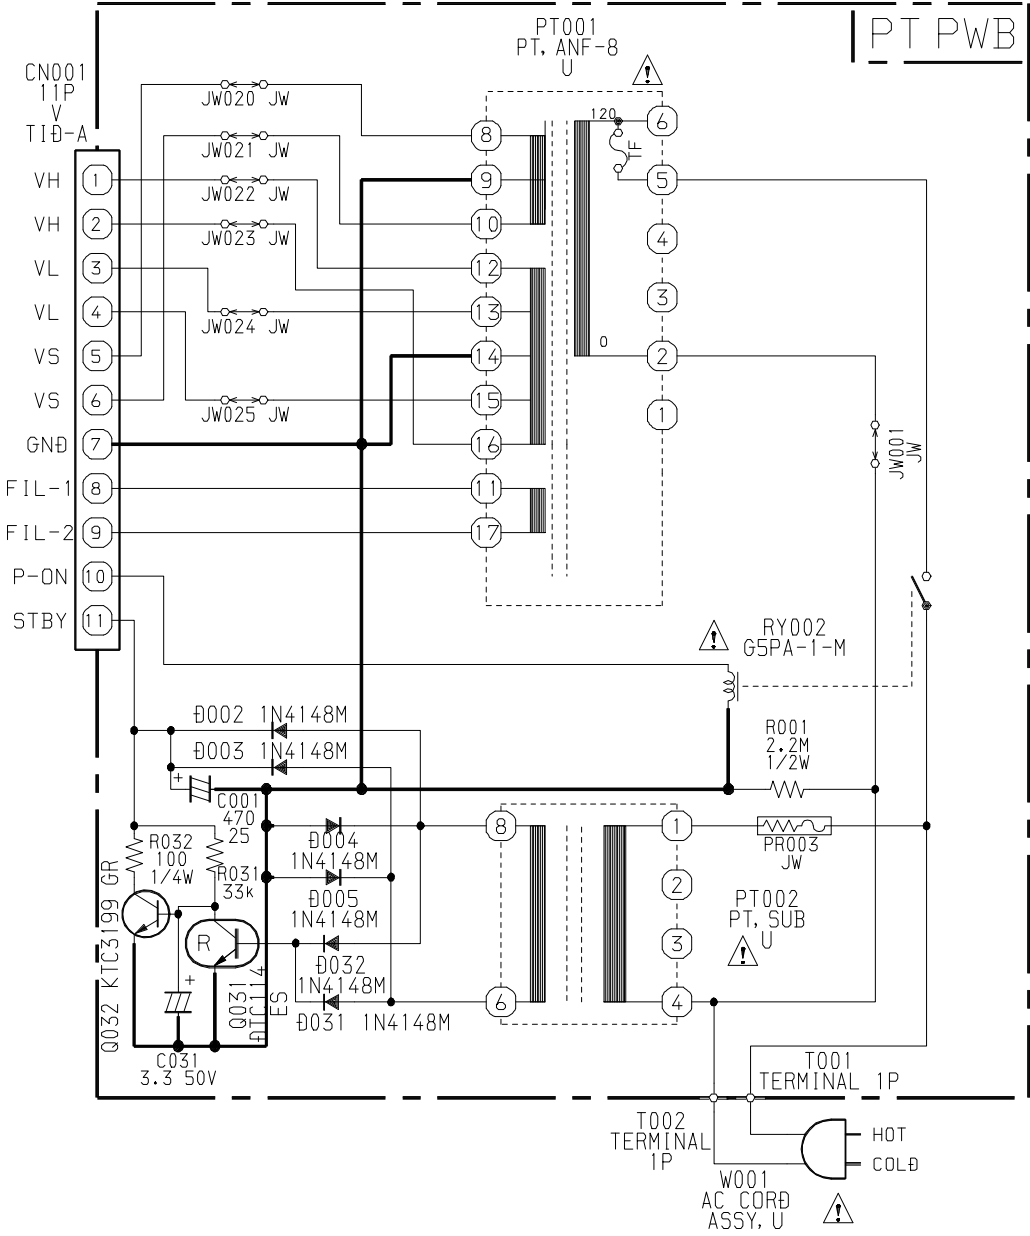 PT001
PT, ANF-8
U
PT PWB
CN001
11P
V
TIĐ-A
JW020 JW
JW021 JW
JW022 JW
JW023 JW
JW024 JW
JW025 JW
VH 1
VH 2
VL 3
VL 4
VS 5
VS 6
GNĐ 7
FIL-1 8
FIL-2 9
P-ON 10
STBY 11
8
9
10
12
13
14
15
16
11
17
120
TF
0
6
5
4
3
2
1
JW001
JW
RY002
G5PA-1-M
R001
2.2M
1/2W
Đ002 1N4148M
Đ003 1N4148M
+
C001
470
25
Đ004
1N4148M
Đ005
1N4148M
Đ032
1N4148M
Đ031 1N4148M
R032
100
1/4W
R031
33k
Q032 KTC3199 GR
R
Q031
ĐTC114
ES
+
C031
3.3 50V
8
6
1
2
3
4
PR003
JW
PT002
PT, SUB
U
T001
TERMINAL 1P
T002
TERMINAL
1P
HOT
COLĐ
W001
AC CORĐ
ASSY, U
!
!
!
!